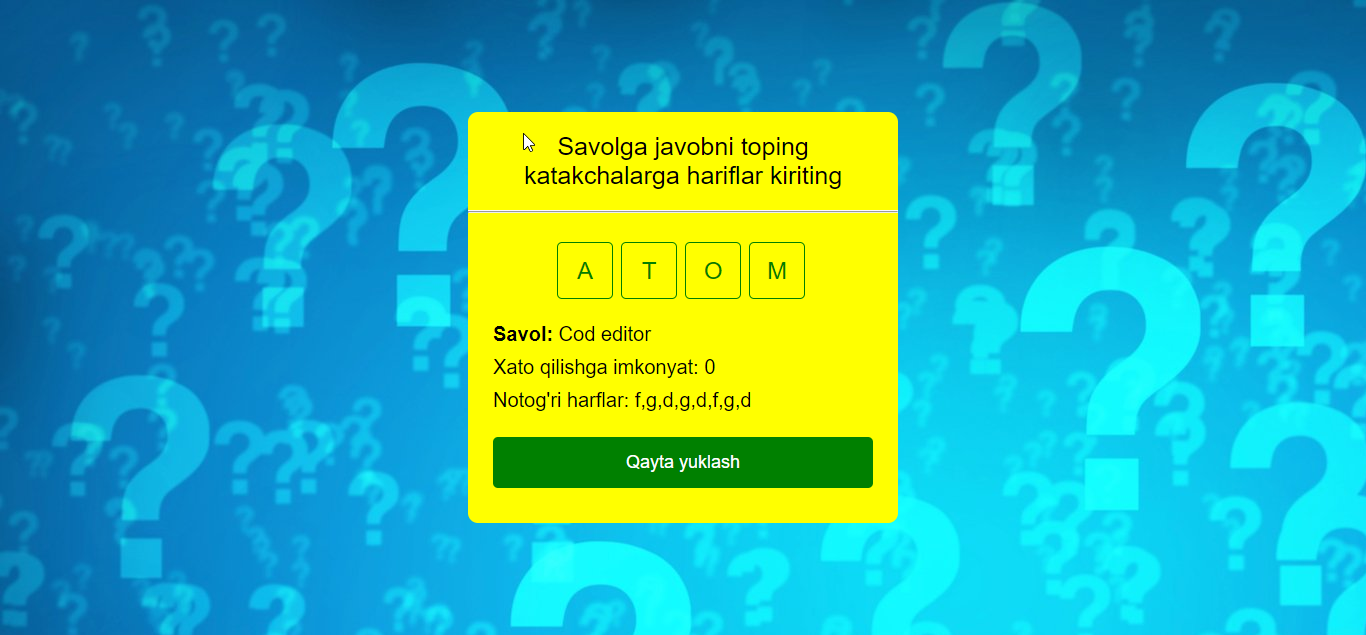 Savolga javobni toping
katakchalarga hariflar kiriting
A T O M
Savol: Cod editor
Xato qilishga imkonyat: 0
Notog'ri harflar: f,g,d,g,d,f,g,d
Qayta yuklash